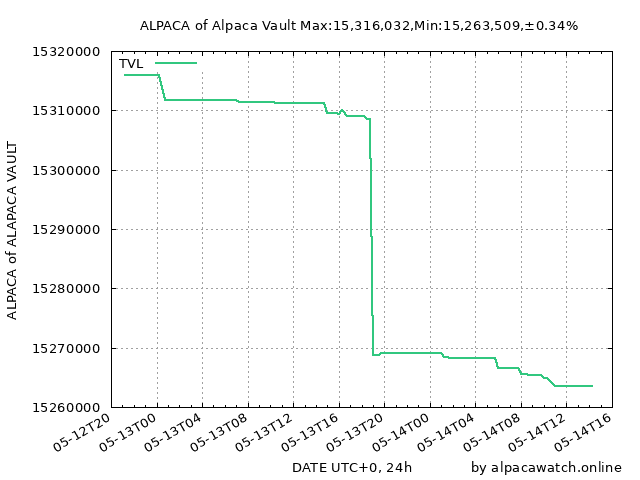 ALPACA of Alpaca Vault Max:15,316,032,Min:15,263,509,±0.34%
TVL
ALPACA of ALAPACA VAULT
15320000
15310000
15300000
15290000
15280000
15270000
15260000
05-12T20
05-13T00
05-13T04
05-13T08
05-13T12
05-13T16
05-13T20
05-14T00
05-14T04
05-14T08
05-14T12
05-14T16
DATE UTC+0, 24h
by alpacawatch.online